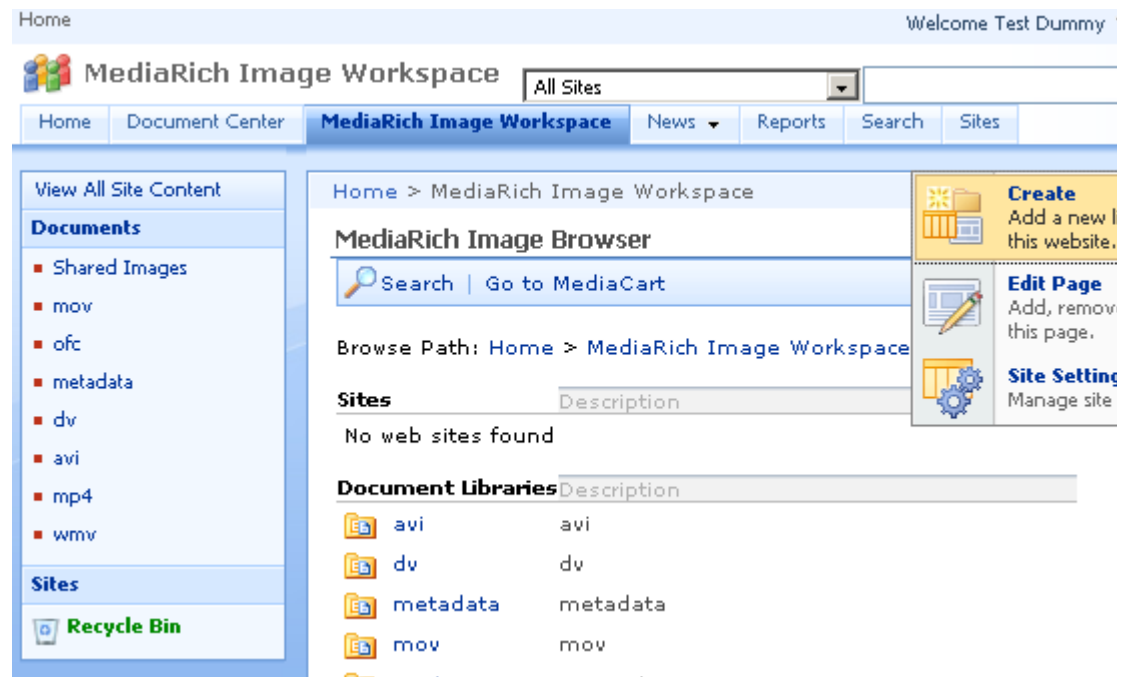 Home
Welcome Test Dummy
MediaRich Image Workspace
All Sites
Home
Document Center
MediaRich Image Workspace
News
Reports
Search
Sites
View All Site Content
Documents
Shared Images
mov
ofc
metadata
dv
avi
mp4
wmv
Sites
Recycle Bin
Home > MediaRich Image Workspace
MediaRich Image Browser
Search | Go to MediaCart
Browse Path: Home > MediaRich Image Workspace
Sites Description
No web sites found
Document Libraries Description
avi avi
dv dv
metadata metadata
mov mov
Create
Add a new
this website.
Edit Page
Add,
this page.
Site
Manage site